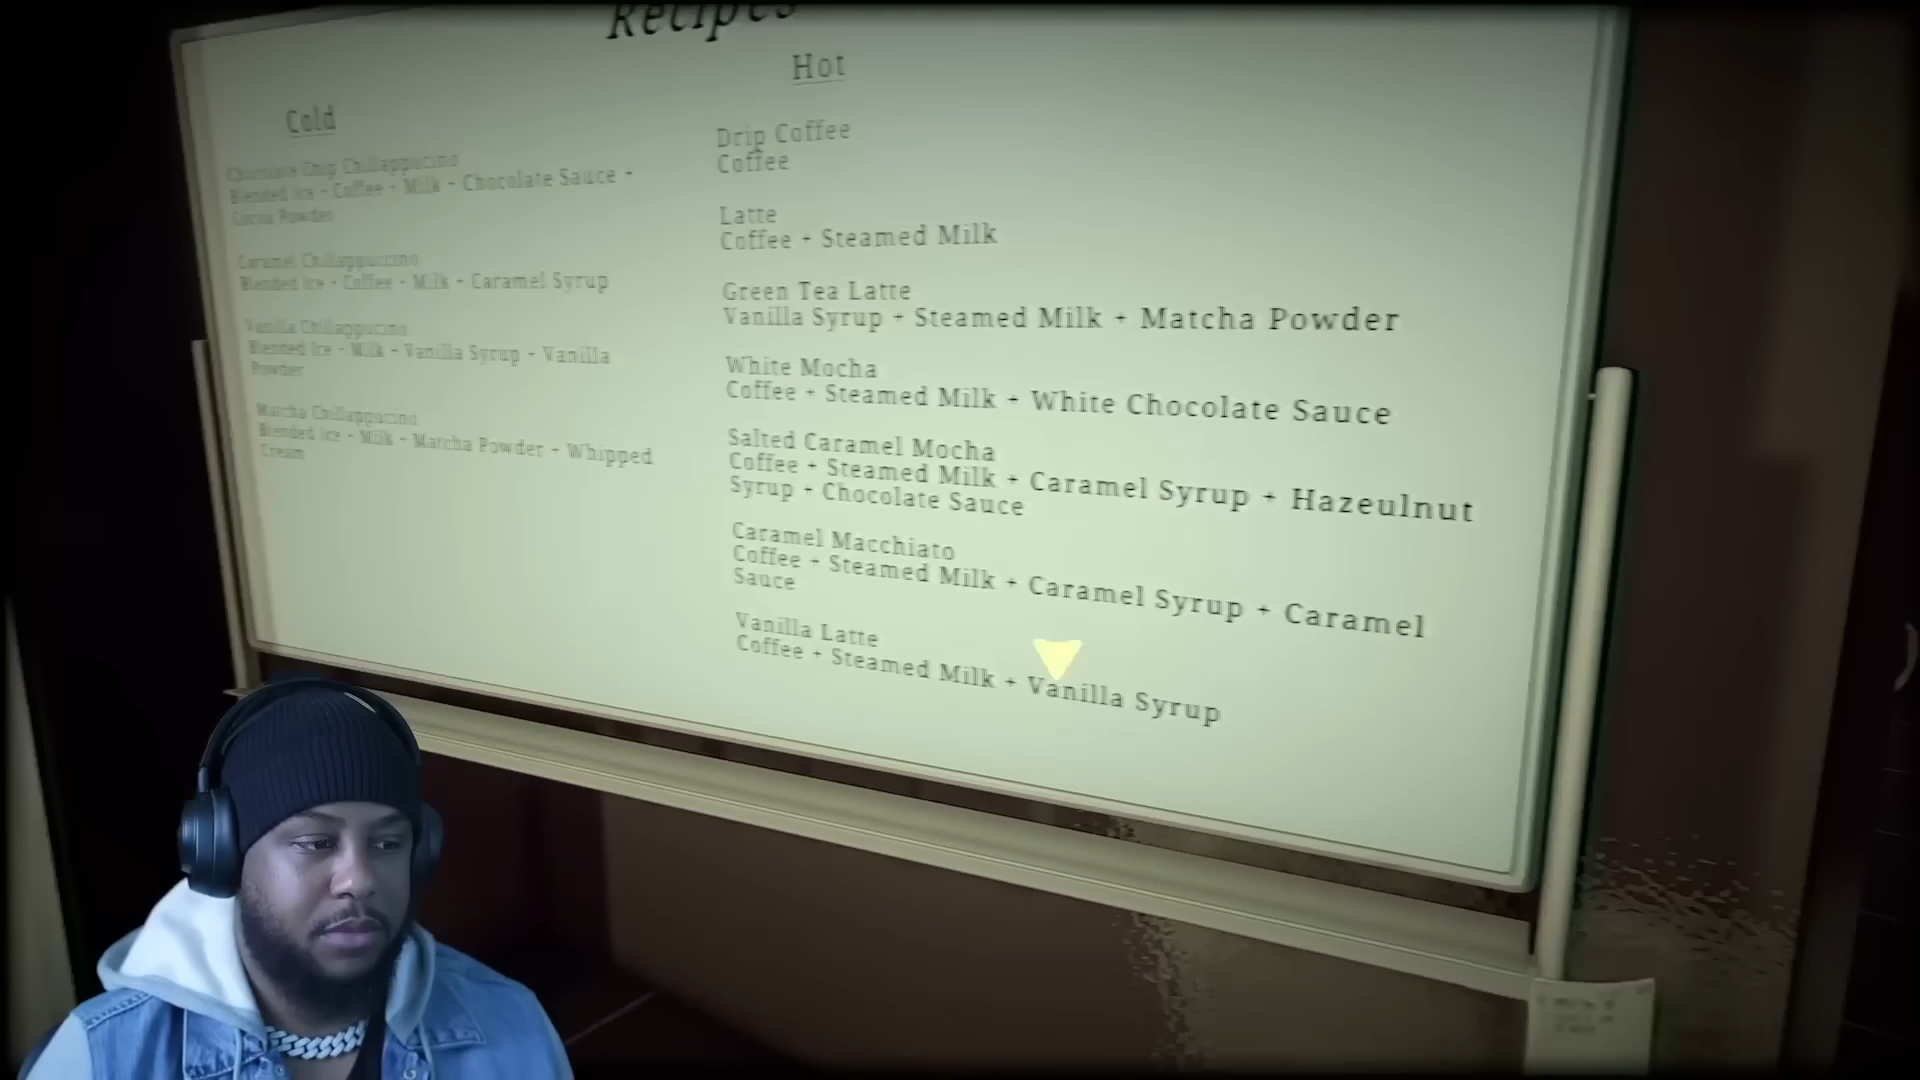 Recipes
Cold
Chocolate Chip Chillappucino
Blended Ice + Coffee + Milk + Chocolate Sauce +
Cocoa Powder
Caramel Chillappuccino
Blended Ice + Coffee + Milk + Caramel Syrup
Vanilla Chillappucino
Blended Ice + Milk + Vanilla Syrup + Vanilla
Powder
Matcha Chillappucino
Blended Ice + Milk + Matcha Powder + Whipped
Cream
Hot
Drip Coffee
Coffee
Latte
Coffee + Steamed Milk
Green Tea Latte
Vanilla Syrup + Steamed Milk + Matcha Powder
White Mocha
Coffee + Steamed Milk + White Chocolate Sauce
Salted Caramel Mocha
Coffee + Steamed Milk + Caramel Syrup + Hazeulnut
Syrup + Chocolate Sauce
Caramel Macchiato
Coffee + Steamed Milk + Caramel Syrup + Caramel
Sauce
Vanilla Latte
Coffee + Steamed Milk + Vanilla Syrup